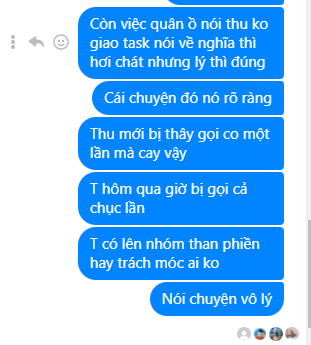 Còn việc quân ồ nói thu ko
giao task nói về nghĩa thì
hơi chát nhưng lý thì đúng
Cái chuyện đó nó rõ ràng
Thu mới bị thầy gọi co một
lần mà cay vậy
T hôm qua giờ bị gọi cả
chục lần
T có lên nhóm than phiền
hay trách móc ai ko
Nói chuyện vô lý